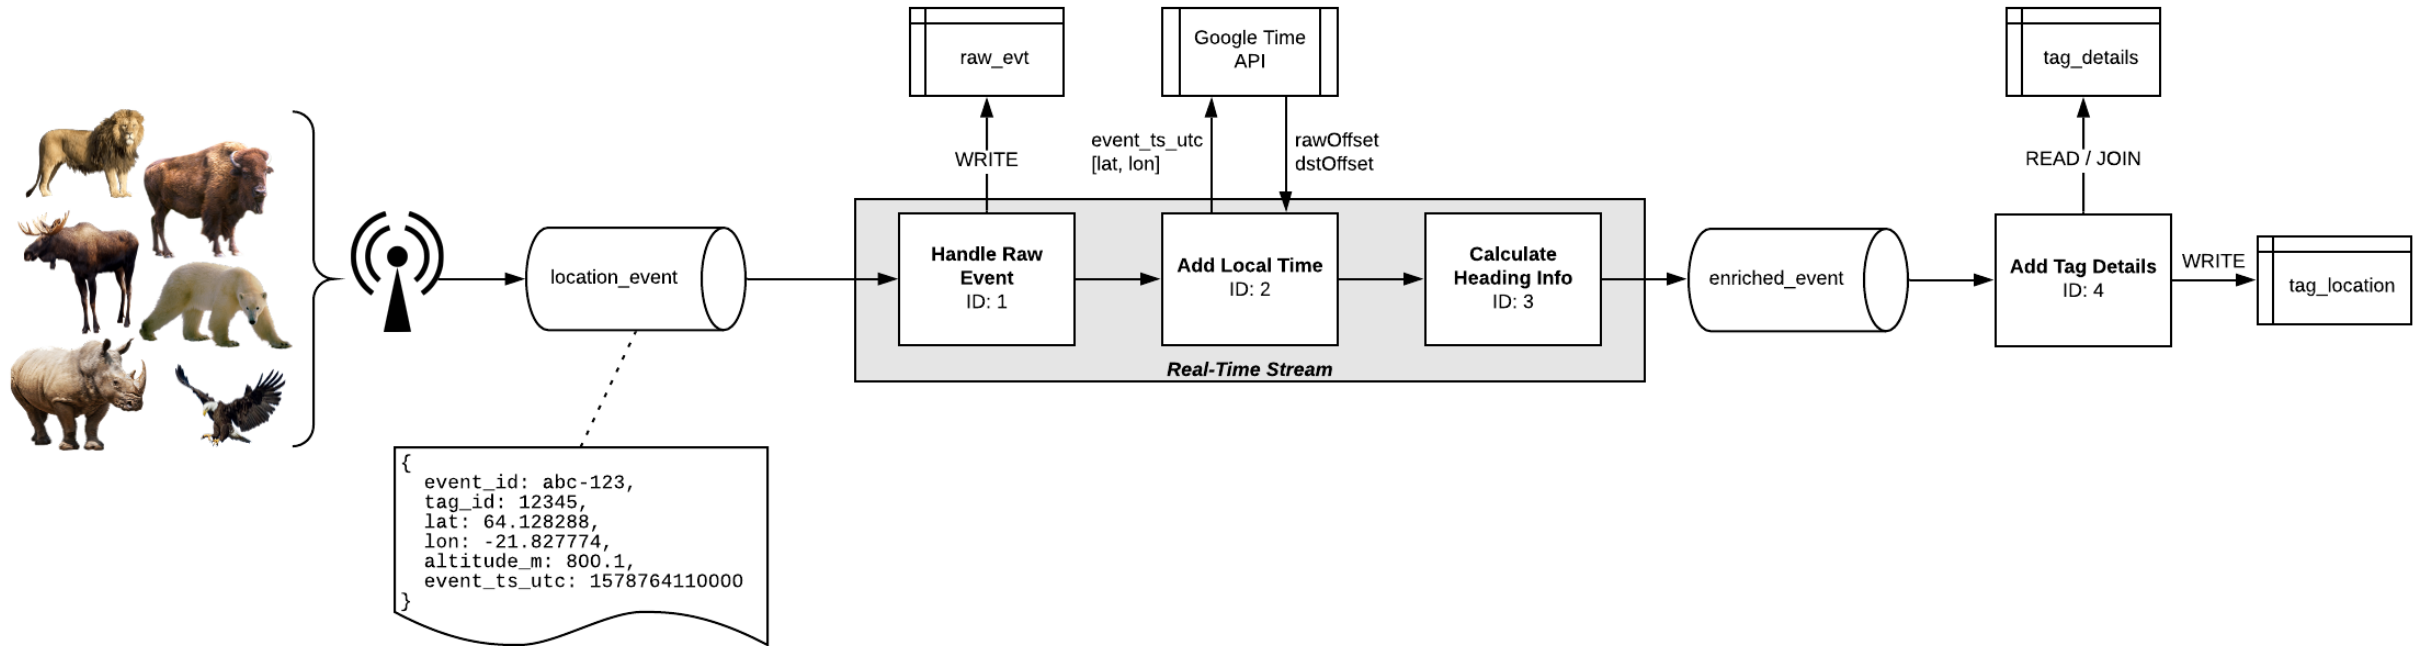 raw_evt
Google Time
API
tag_details
event_ts_utc
[lat, lon]
rawOffset
dstOffset
WRITE
READ / JOIN
location_event
Handle Raw
Event
ID: 1
Add Local Time
ID: 2
Calculate
Heading Info
ID: 3
Real-Time Stream
enriched_event
Add Tag Details
ID: 4
WRITE
tag_location
{
event_id: abc-123,
tag_id: 12345,
lat: 64.128288,
lon: -21.827774,
altitude_m: 800.1,
event_ts_utc: 1578764110000
}